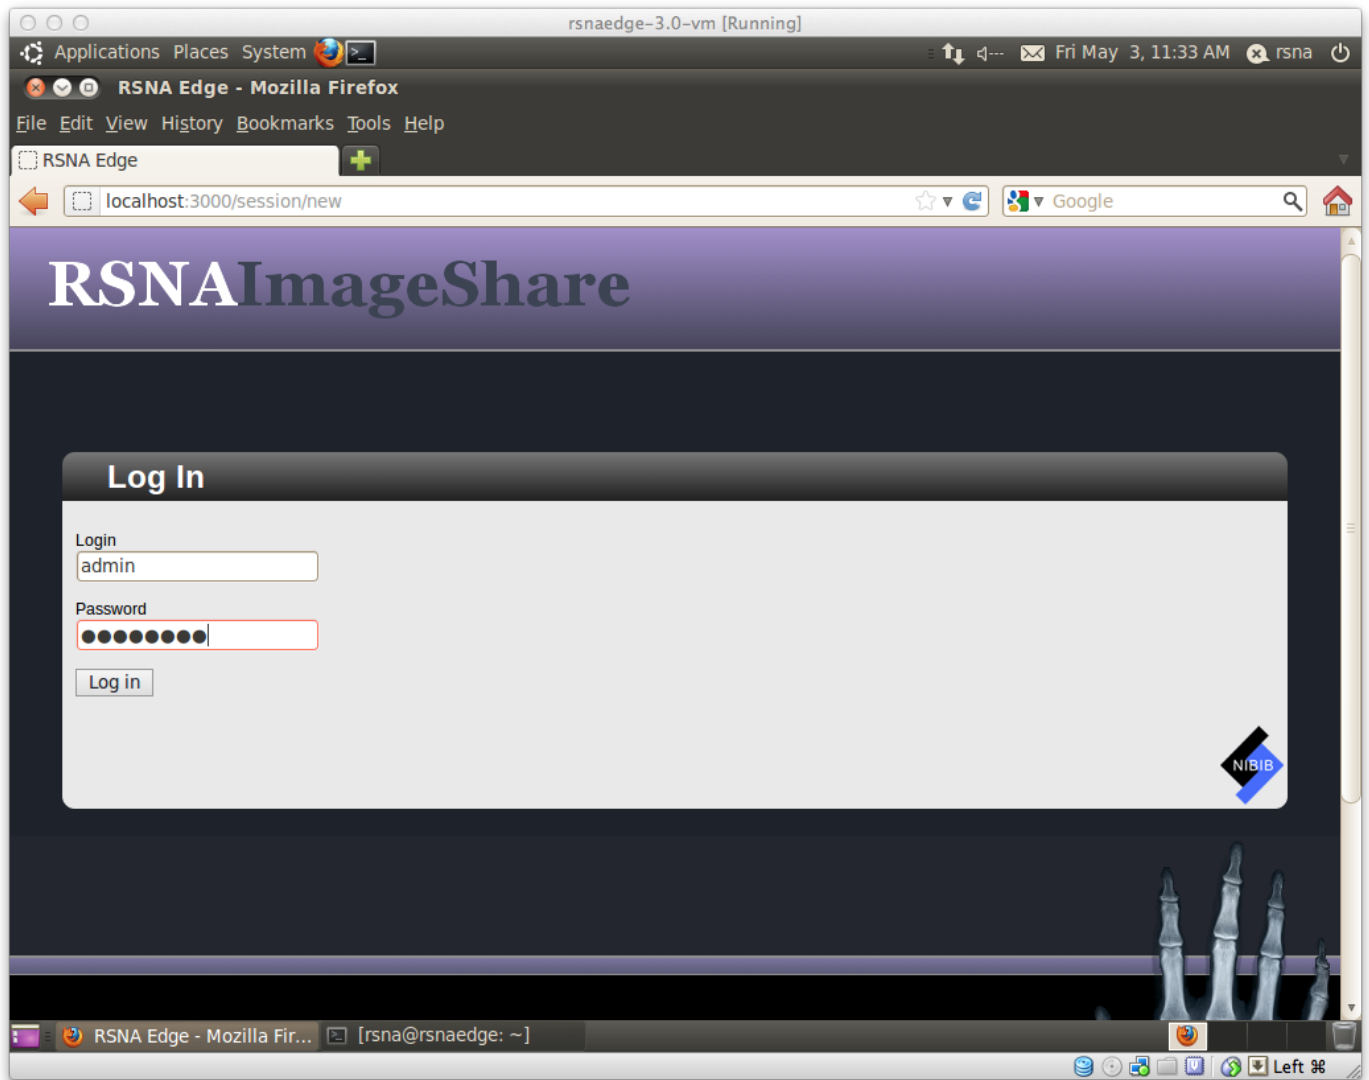 rsnaedge-3.0-vm [Running]
Applications Places System Fri May 3, 11:33 AM rsna
RSNA Edge - Mozilla Firefox
File Edit View History Bookmarks Tools Help
RSNA Edge
localhost:3000/session/new Google
RSNAImageShare
Log In
Login
admin
Password
Log in
NIBIB
RSNA Edge - Mozilla Fir... [rsna@rsnaedge: ~]
Left ⌘